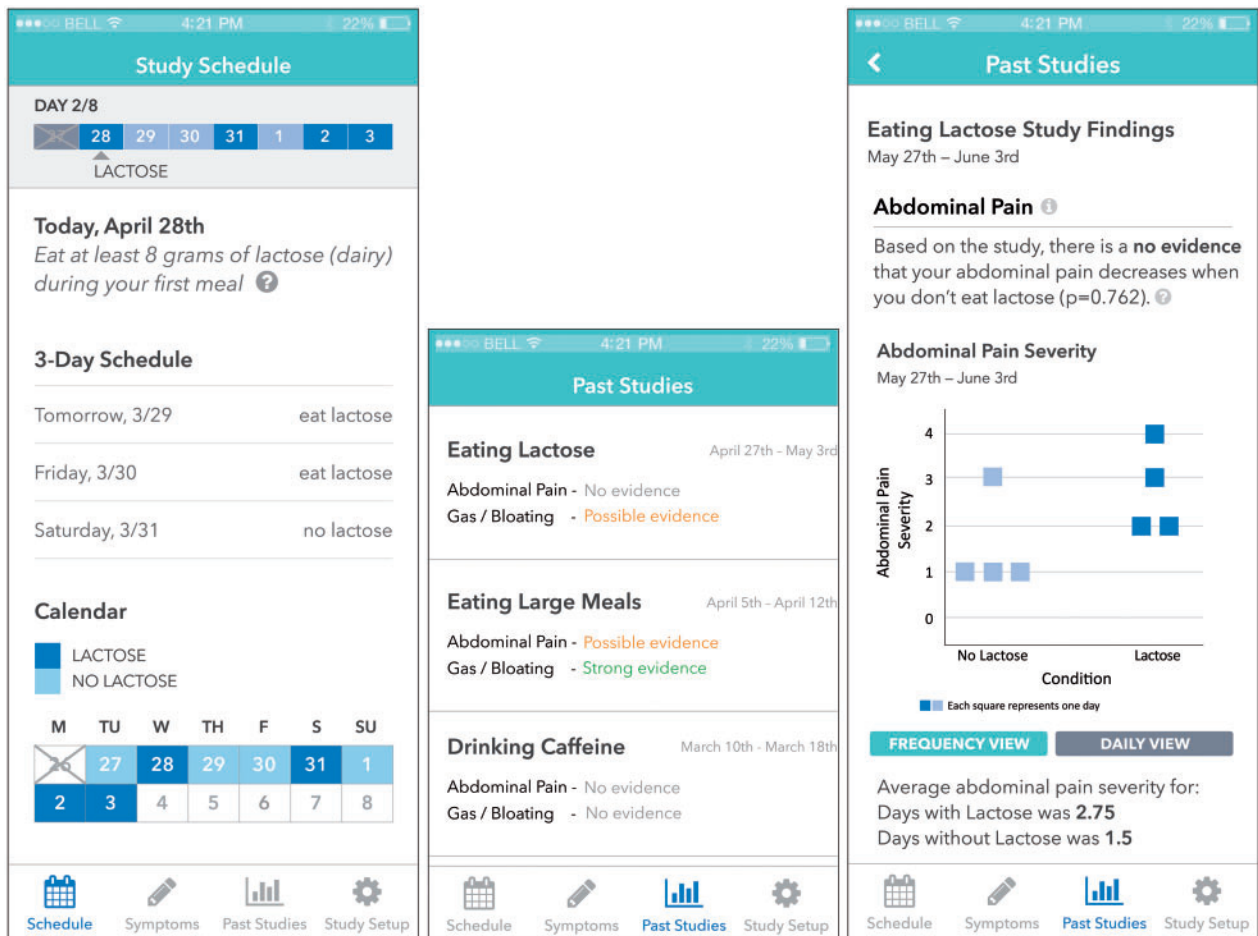 BELL 4:21 PM 22%
Study Schedule
DAY 2/8
27 28 29 30 31 1 2 3
LACTOSE
Today, April 28th
Eat at least 8 grams of lactose (dairy)
during your first meal ?
3-Day Schedule
Tomorrow, 3/29 eat lactose
Friday, 3/30 eat lactose
Saturday, 3/31 no lactose
Calendar
LACTOSE
NO LACTOSE
M TU W TH F S SU
26 27 28 29 30 31 1
2 3 4 5 6 7 8
Schedule Symptoms Past Studies Study Setup
BELL 4:21 PM 22%
Past Studies
Eating Lactose April 27th - May 3rd
Abdominal Pain - No evidence
Gas / Bloating - Possible evidence
Eating Large Meals April 5th - April 12th
Abdominal Pain - Possible evidence
Gas / Bloating - Strong evidence
Drinking Caffeine March 10th - March 18th
Abdominal Pain - No evidence
Gas / Bloating - No evidence
Schedule Symptoms Past Studies Study Setup
BELL 4:21 PM 22%
Past Studies
Eating Lactose Study Findings
May 27th – June 3rd
Abdominal Pain i
Based on the study, there is a no evidence
that your abdominal pain decreases when
you don't eat lactose (p=0.762). ?
Abdominal Pain Severity
May 27th – June 3rd
Abdominal Pain
Severity
4
3
2
1
0
No Lactose Lactose
Condition
Each square represents one day
FREQUENCY VIEW DAILY VIEW
Average abdominal pain severity for:
Days with Lactose was 2.75
Days without Lactose was 1.5
Schedule Symptoms Past Studies Study Setup